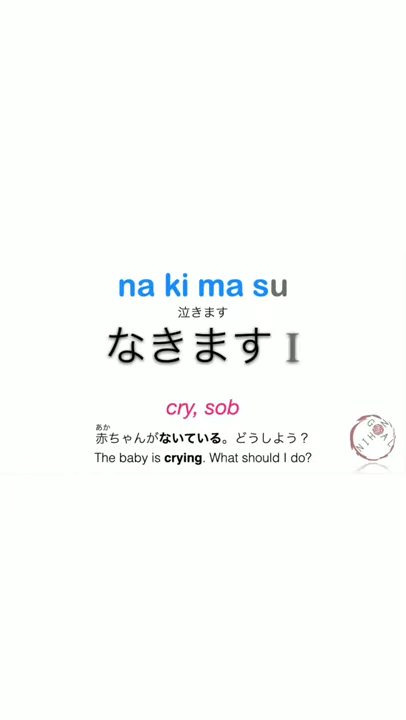 na ki ma su
泣きます
なきます I
cry, sob
あか
赤ちゃんがないている。どうしよう？
The baby is crying. What should I do?